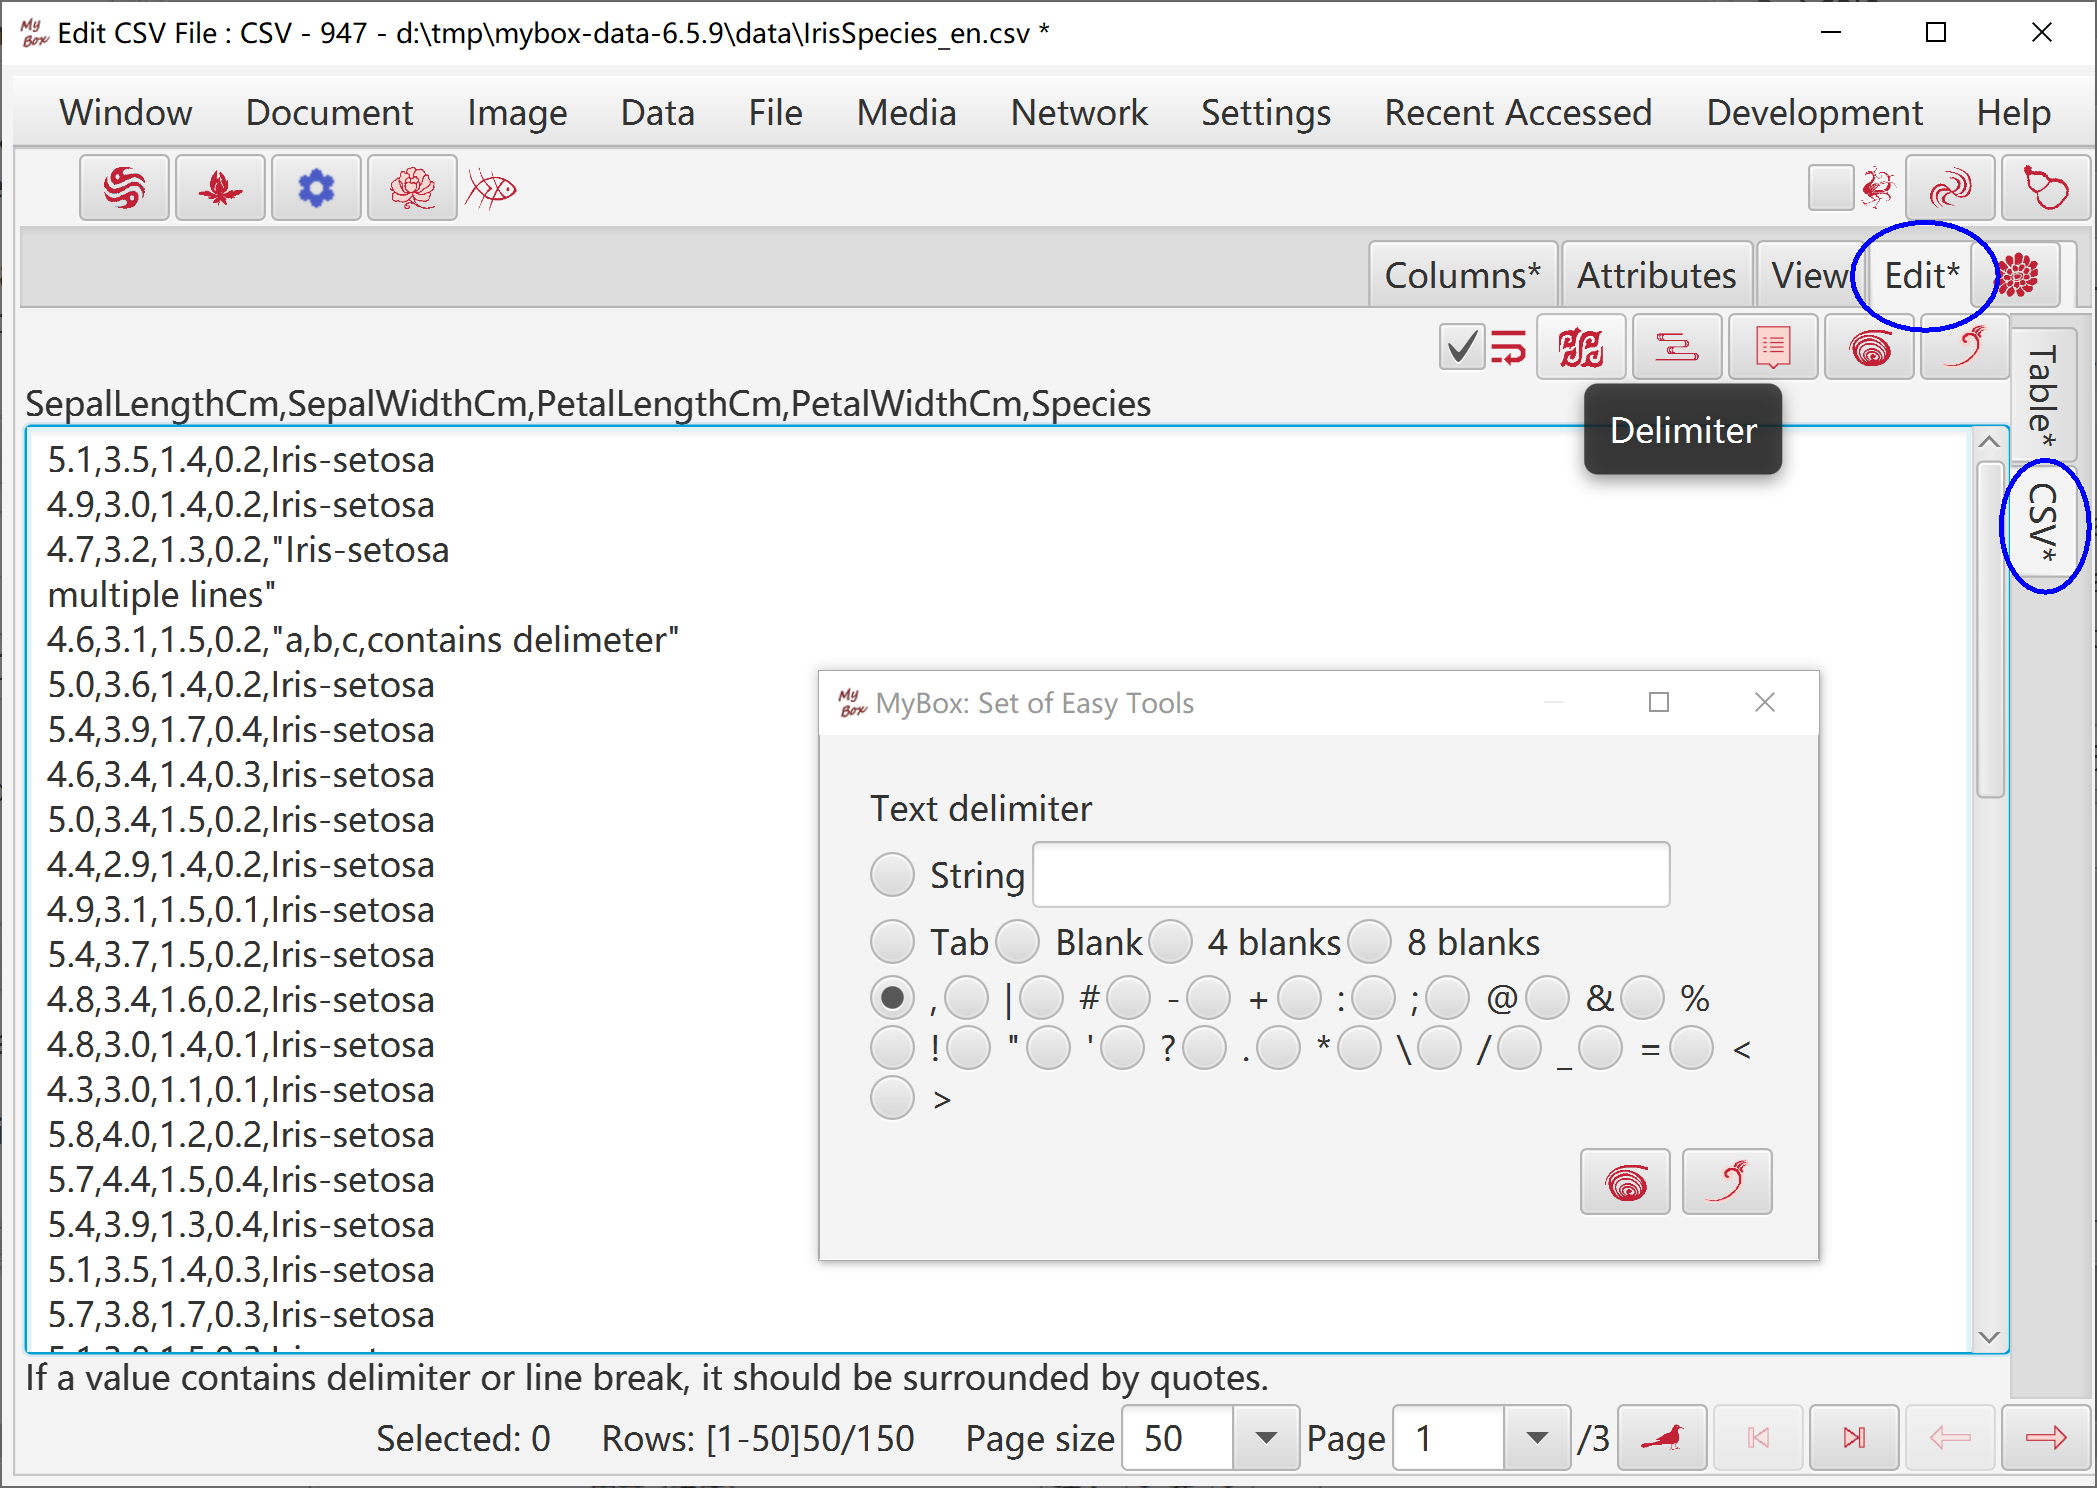 My Box Edit CSV File : CSV - 947 - d:\tmp\mybox-data-6.5.9\data\IrisSpecies_en.csv *
Window Document Image Data File Media Network Settings Recent Accessed Development Help
Columns* Attributes View Edit*
Table*
CSV*
SepalLengthCm,SepalWidthCm,PetalLengthCm,PetalWidthCm,Species
Delimiter
5.1,3.5,1.4,0.2,Iris-setosa
4.9,3.0,1.4,0.2,Iris-setosa
4.7,3.2,1.3,0.2,"Iris-setosa
multiple lines"
4.6,3.1,1.5,0.2,"a,b,c,contains delimeter"
5.0,3.6,1.4,0.2,Iris-setosa
5.4,3.9,1.7,0.4,Iris-setosa
4.6,3.4,1.4,0.3,Iris-setosa
5.0,3.4,1.5,0.2,Iris-setosa
4.4,2.9,1.4,0.2,Iris-setosa
4.9,3.1,1.5,0.1,Iris-setosa
5.4,3.7,1.5,0.2,Iris-setosa
4.8,3.4,1.6,0.2,Iris-setosa
4.8,3.0,1.4,0.1,Iris-setosa
4.3,3.0,1.1,0.1,Iris-setosa
5.8,4.0,1.2,0.2,Iris-setosa
5.7,4.4,1.5,0.4,Iris-setosa
5.4,3.9,1.3,0.4,Iris-setosa
5.1,3.5,1.4,0.3,Iris-setosa
5.7,3.8,1.7,0.3,Iris-setosa
My Box MyBox: Set of Easy Tools
Text delimiter
String
Tab Blank 4 blanks 8 blanks
, | # - + : ; @ & %
! " ' ? . * \ / _ = <
>
If a value contains delimiter or line break, it should be surrounded by quotes.
Selected: 0 Rows: [1-50]50/150 Page size 50 Page 1 /3